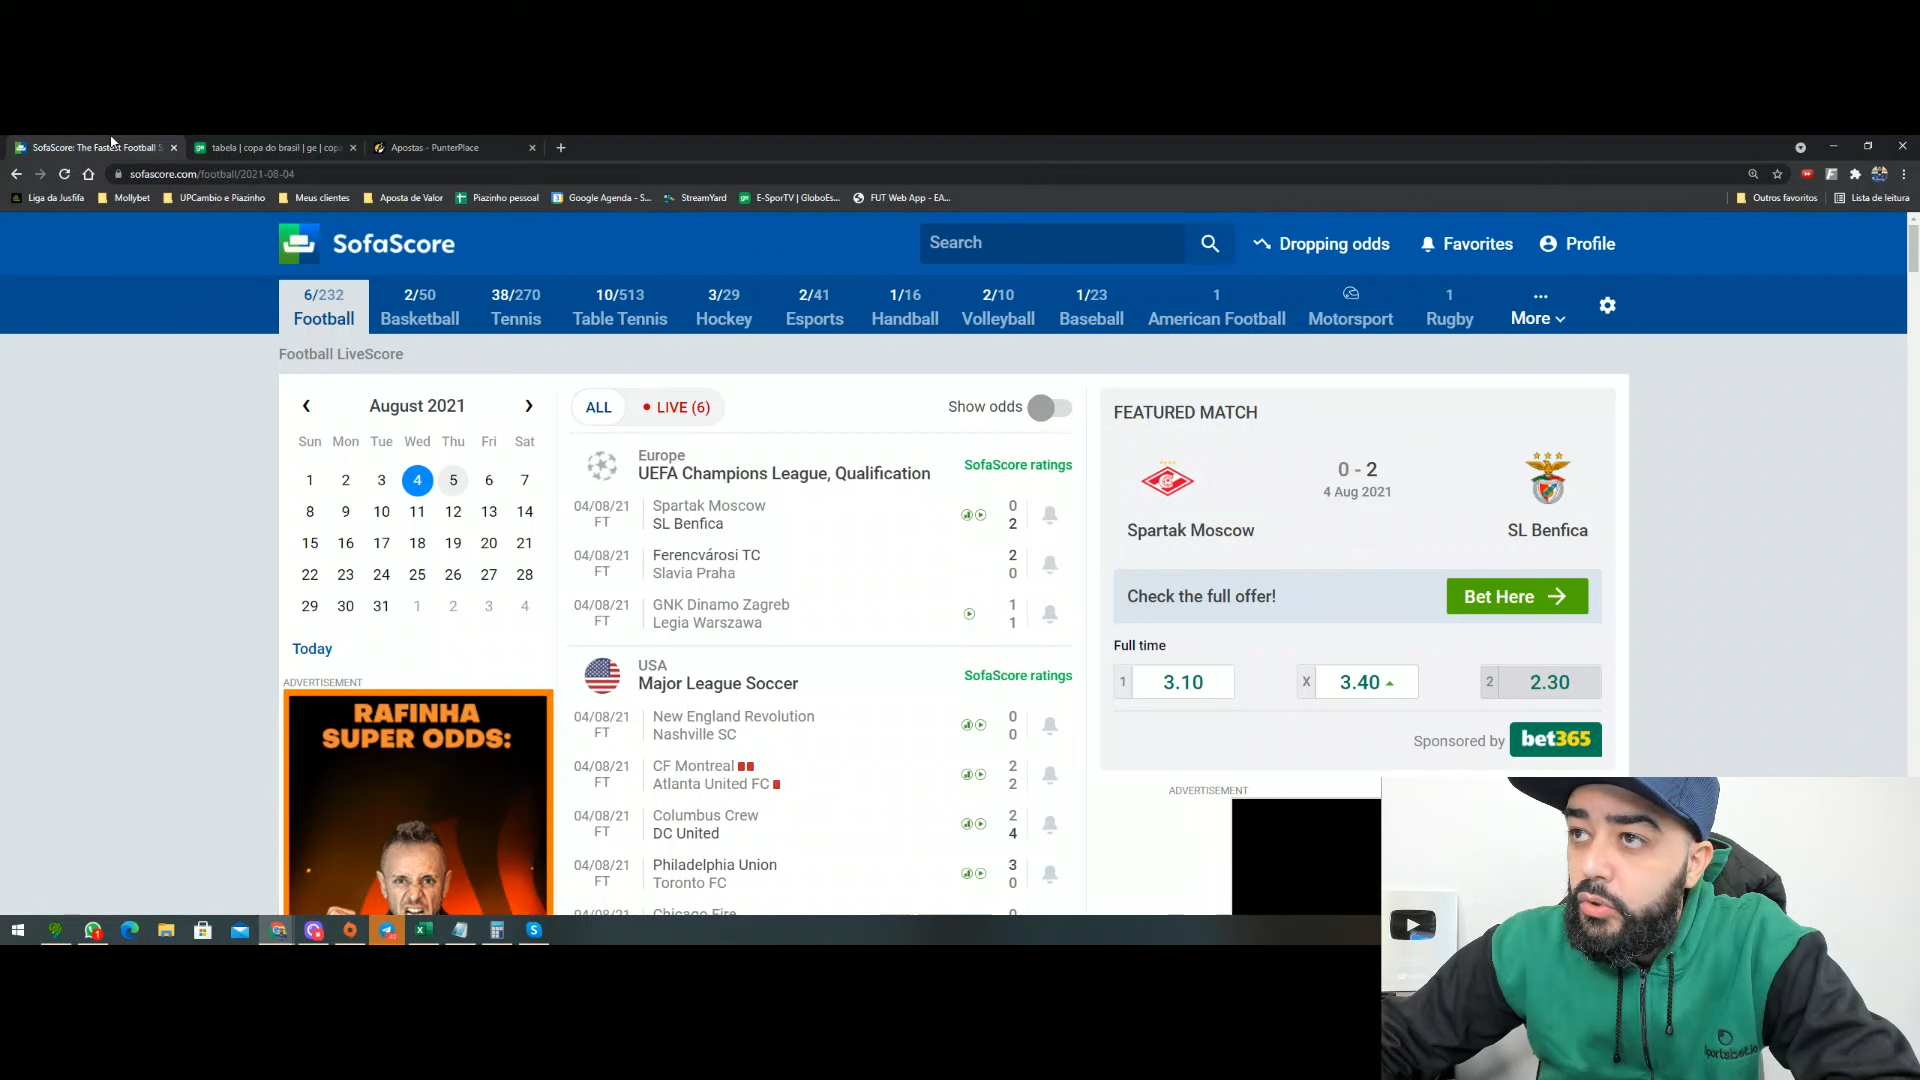 SofaScore: The Fastest Football S
tabela | copa do brasil | ge | copa
Apostas - PunterPlace
sofascore.com/football/2021-08-04
Liga da Jusfifa
Mollybet
UPCambio e Piazinho
Meus clientes
Aposta de Valor
Piazinho pessoal
Google Agenda - S...
StreamYard
E-SporTV | GloboEs...
FUT Web App - EA...
Outros favoritos
Lista de leitura
SofaScore
Search
Dropping odds
Favorites
Profile
6/232
Football
2/50
Basketball
38/270
Tennis
10/513
Table Tennis
3/29
Hockey
2/41
Esports
1/16
Handball
2/10
Volleyball
1/23
Baseball
1
American Football
Motorsport
1
Rugby
More
Football LiveScore
August 2021
Sun Mon Tue Wed Thu Fri Sat
1 2 3 4 5 6 7
8 9 10 11 12 13 14
15 16 17 18 19 20 21
22 23 24 25 26 27 28
29 30 31 1 2 3 4
Today
ADVERTISEMENT
RAFINHA
SUPER ODDS:
ALL
LIVE (6)
Show odds
Europe
UEFA Champions League, Qualification
SofaScore ratings
04/08/21 Spartak Moscow 0
FT SL Benfica 2
04/08/21 Ferencvárosi TC 2
FT Slavia Praha 0
04/08/21 GNK Dinamo Zagreb 1
FT Legia Warszawa 1
USA
Major League Soccer
SofaScore ratings
04/08/21 New England Revolution 0
FT Nashville SC 0
04/08/21 CF Montreal 2
FT Atlanta United FC 2
04/08/21 Columbus Crew 2
FT DC United 4
04/08/21 Philadelphia Union 3
FT Toronto FC 0
04/08/21 Chicago Fire 0
FEATURED MATCH
0 - 2
4 Aug 2021
Spartak Moscow
SL Benfica
Check the full offer!
Bet Here
Full time
1 3.10
X 3.40
2 2.30
Sponsored by
bet365
ADVERTISEMENT
sportsbet.io